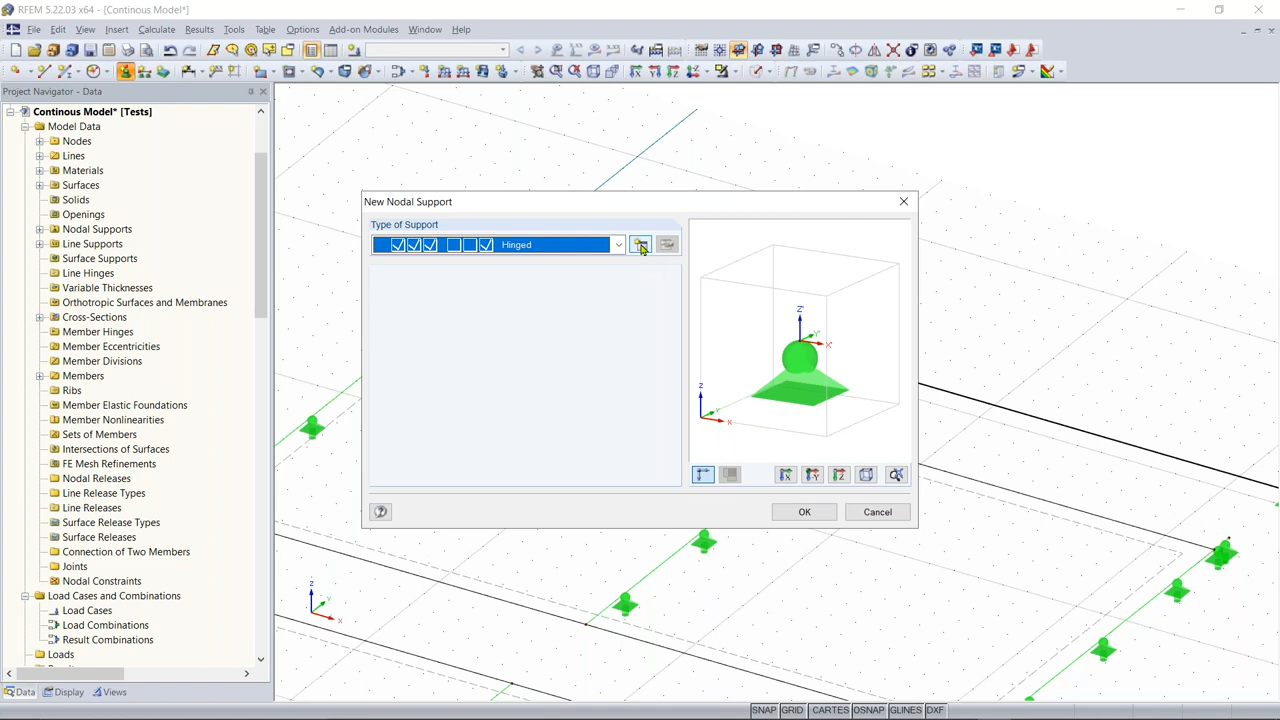 RFEM 5.22.03 x64 - [Continous Model*]
File Edit View Insert Calculate Results Tools Table Options Add-on Modules Window Help
Project Navigator - Data
Continous Model* [Tests]
Model Data
Nodes
Lines
Materials
Surfaces
Solids
Openings
Nodal Supports
Line Supports
Surface Supports
Line Hinges
Variable Thicknesses
Orthotropic Surfaces and Membranes
Cross-Sections
Member Hinges
Member Eccentricities
Member Divisions
Members
Ribs
Member Elastic Foundations
Member Nonlinearities
Sets of Members
Intersections of Surfaces
FE Mesh Refinements
Nodal Releases
Line Release Types
Line Releases
Surface Release Types
Surface Releases
Connection of Two Members
Joints
Nodal Constraints
Load Cases and Combinations
Load Cases
Load Combinations
Result Combinations
Loads
Data Display Views
New Nodal Support
Type of Support
Hinged
Z'
Y'
X'
Z
Y
X
OK Cancel
Z
Y
X
SNAP GRID CARTES OSNAP GLINES DXF